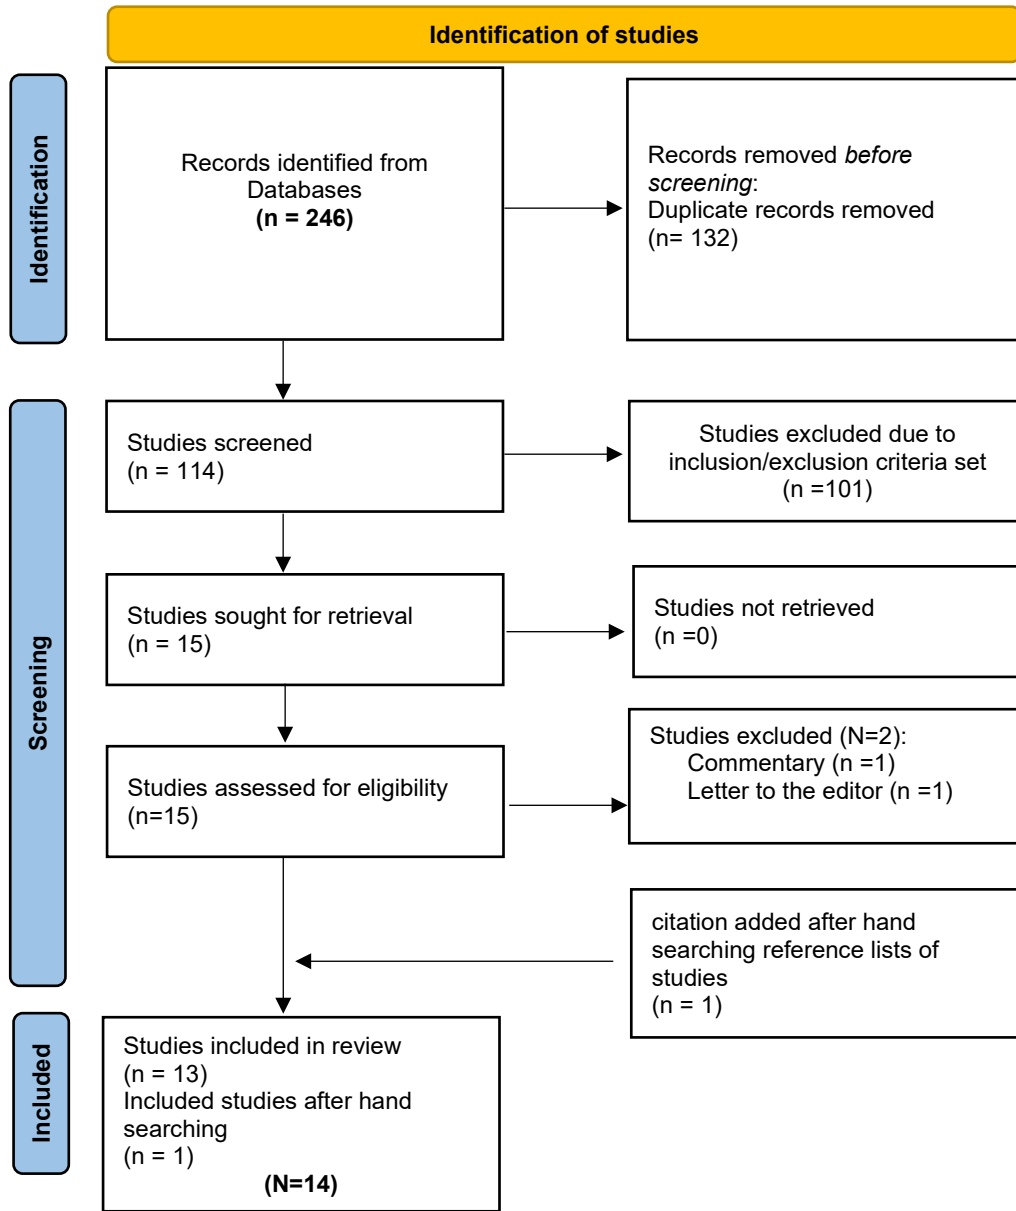 Identification of studies
Identification
Records identified from
Databases
(n = 246)
Records removed before
screening:
Duplicate records removed
(n= 132)
Screening
Studies screened
(n = 114)
Studies excluded due to
inclusion/exclusion criteria set
(n =101)
Studies sought for retrieval
(n = 15)
Studies not retrieved
(n =0)
Studies assessed for eligibility
(n=15)
Studies excluded (N=2):
Commentary (n =1)
Letter to the editor (n =1)
citation added after hand
searching reference lists of
studies
(n = 1)
Included
Studies included in review
(n = 13)
Included studies after hand
searching
(n = 1)
(N=14)